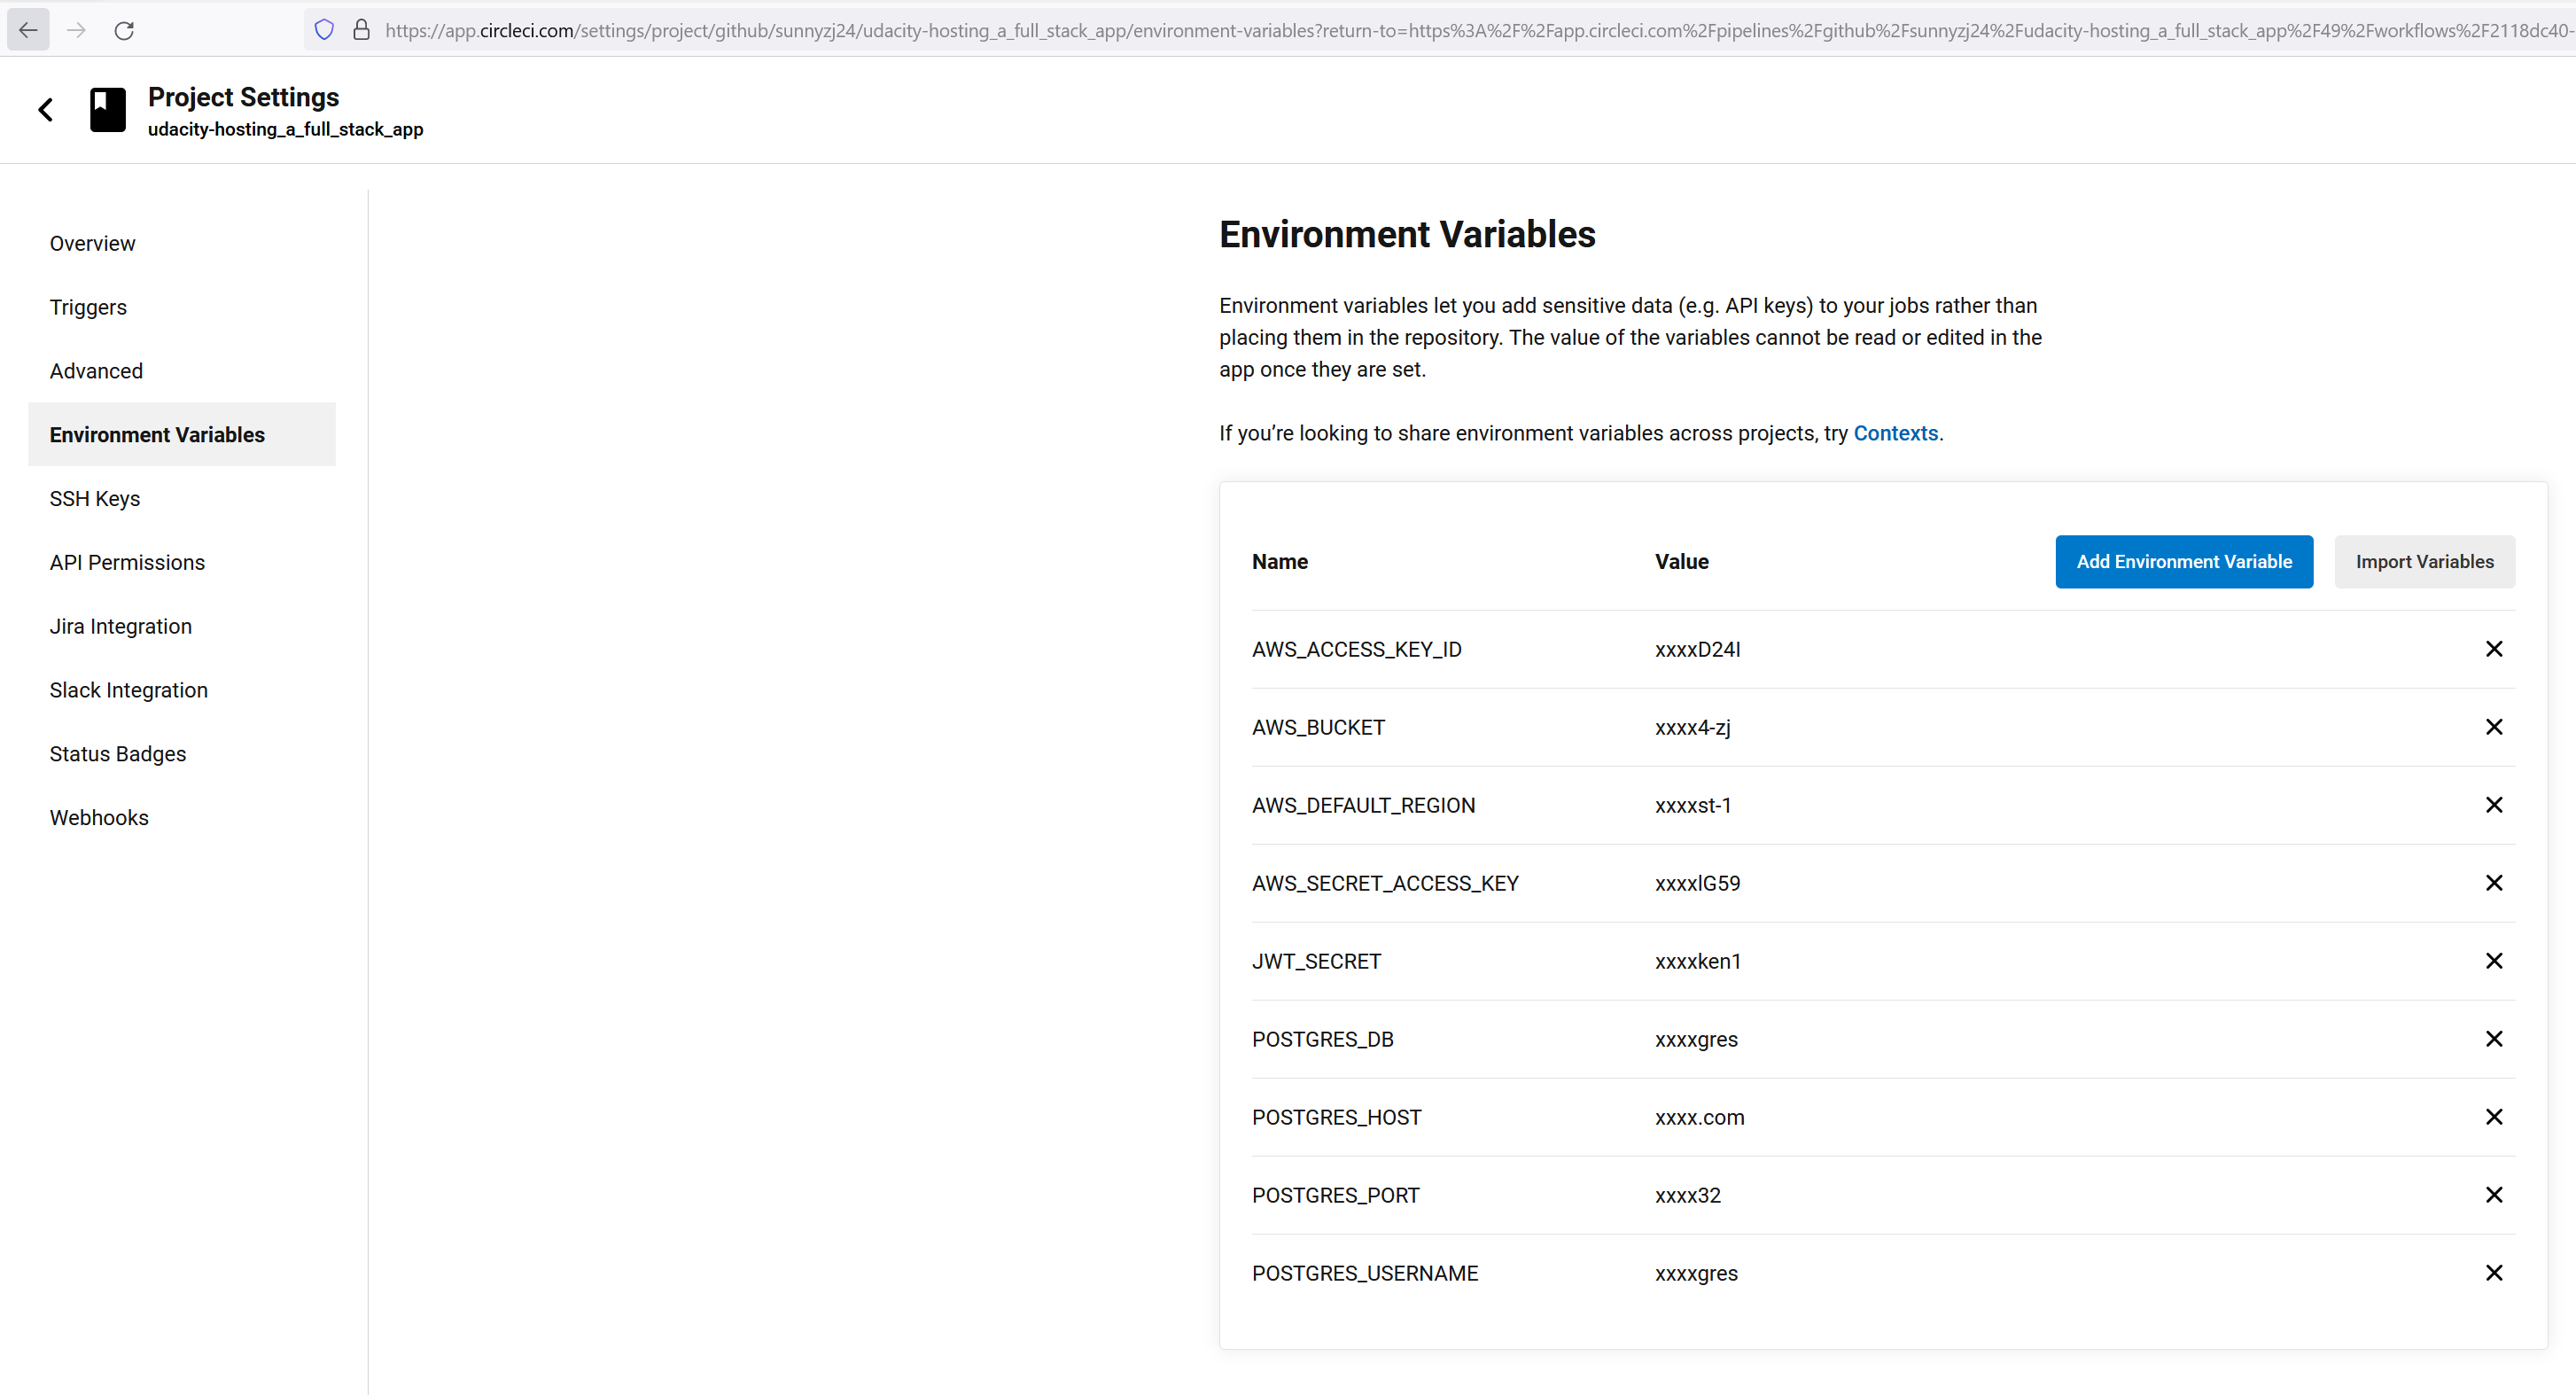 https://app.circleci.com/settings/project/github/sunnyzj24/udacity-hosting_a_full_stack_app/environment-variables?return-to=https%3A%2F%2Fapp.circleci.com%2Fpipelines%2Fgithub%2Fsunnyzj24%2Fudacity-hosting_a_full_stack_app%2F49%2Fworkflows%2F2118dc40-
Project Settings
udacity-hosting_a_full_stack_app
Overview
Triggers
Advanced
Environment Variables
SSH Keys
API Permissions
Jira Integration
Slack Integration
Status Badges
Webhooks
Environment Variables
Environment variables let you add sensitive data (e.g. API keys) to your jobs rather than
placing them in the repository. The value of the variables cannot be read or edited in the
app once they are set.
If you’re looking to share environment variables across projects, try Contexts.
Name Value Add Environment Variable Import Variables
AWS_ACCESS_KEY_ID xxxxD24I
AWS_BUCKET xxxx4-zj
AWS_DEFAULT_REGION xxxxst-1
AWS_SECRET_ACCESS_KEY xxxxlG59
JWT_SECRET xxxxken1
POSTGRES_DB xxxxgres
POSTGRES_HOST xxxx.com
POSTGRES_PORT xxxx32
POSTGRES_USERNAME xxxxgres